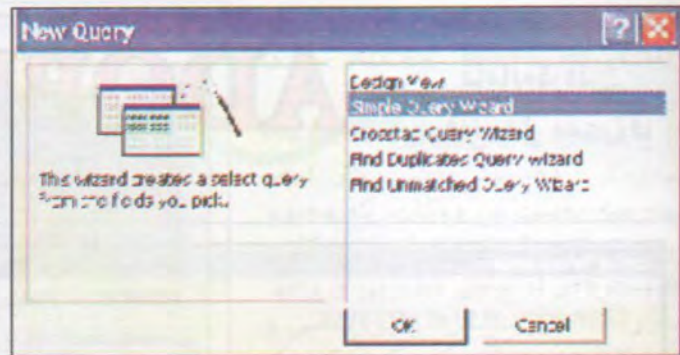 New Query
Design View
Simple Query Wizard
Crosstab Query Wizard
Find Duplicates Query Wizard
Find Unmatched Query Wizard
This wizard creates a select query
from the fields you pick.
OK
Cancel